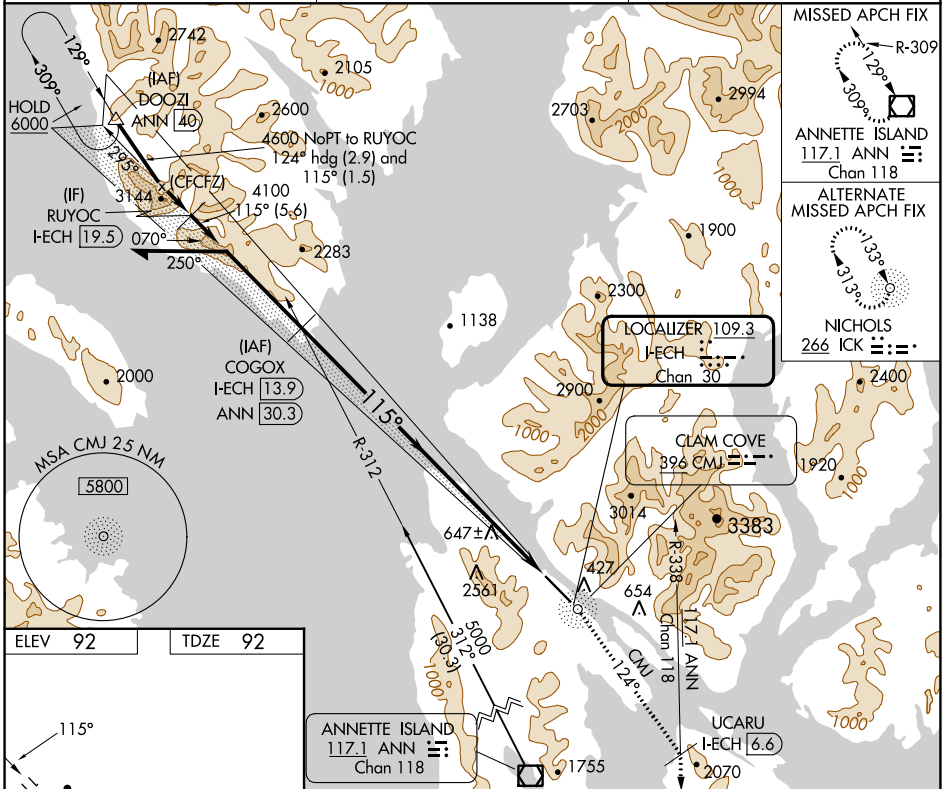 2742
2105
1000
129°
309°
(IAF)
DOOZI
ANN 40
2600
HOLD
6000
295°
4600 NoPT to RUYOC
124° hdg (2.9) and
115° (1.5)
(CFCFZ)
3144
4100
115° (5.6)
(IF)
RUYOC
I-ECH 19.5
070°
250°
2283
2703
2000
2994
1000
1900
2300
1138
MISSED APCH FIX
R-309
129°
309°
ANNETTE ISLAND
117.1 ANN
Chan 118
ALTERNATE
MISSED APCH FIX
133°
313°
NICHOLS
266 ICK
LOCALIZER 109.3
I-ECH
Chan 30
(IAF)
COGOX
I-ECH 13.9
ANN 30.3
2000
115°
R-312
2900
1000
2000
2400
1000
CLAM COVE
396 CMJ
1920
MSA CMJ 25 NM
5800
3014
3383
647±
2561
427
654
R-338
117.1 ANN
Chan 118
5000
312°
(30.3)
1000
CMJ
124°
1000
ELEV 92
TDZE 92
115°
ANNETTE ISLAND
117.1 ANN
Chan 118
1755
UCARU
I-ECH 6.6
2070